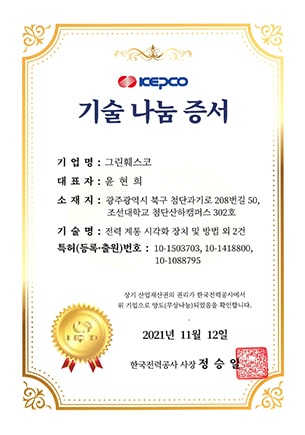 KEPCO
기술 나눔 증서
기 업 명 : 그린훼스코
대 표 자 : 윤 현 희
소 재 지 : 광주광역시 북구 첨단과기로 208번길 50,
조선대학교 첨단산학캠퍼스 302호
기 술 명 : 전력 계통 시각화 장치 및 방법 외 2건
특허(등록·출원)번호 : 10-1503703, 10-1418800,
10-1088795
상기 산업재산권의 권리가 한국전력공사에서
위 기업으로 양도(무상나눔)되었음을 확인합니다.
2021년 11월 12일
한국전력공사 사장 정 승 일